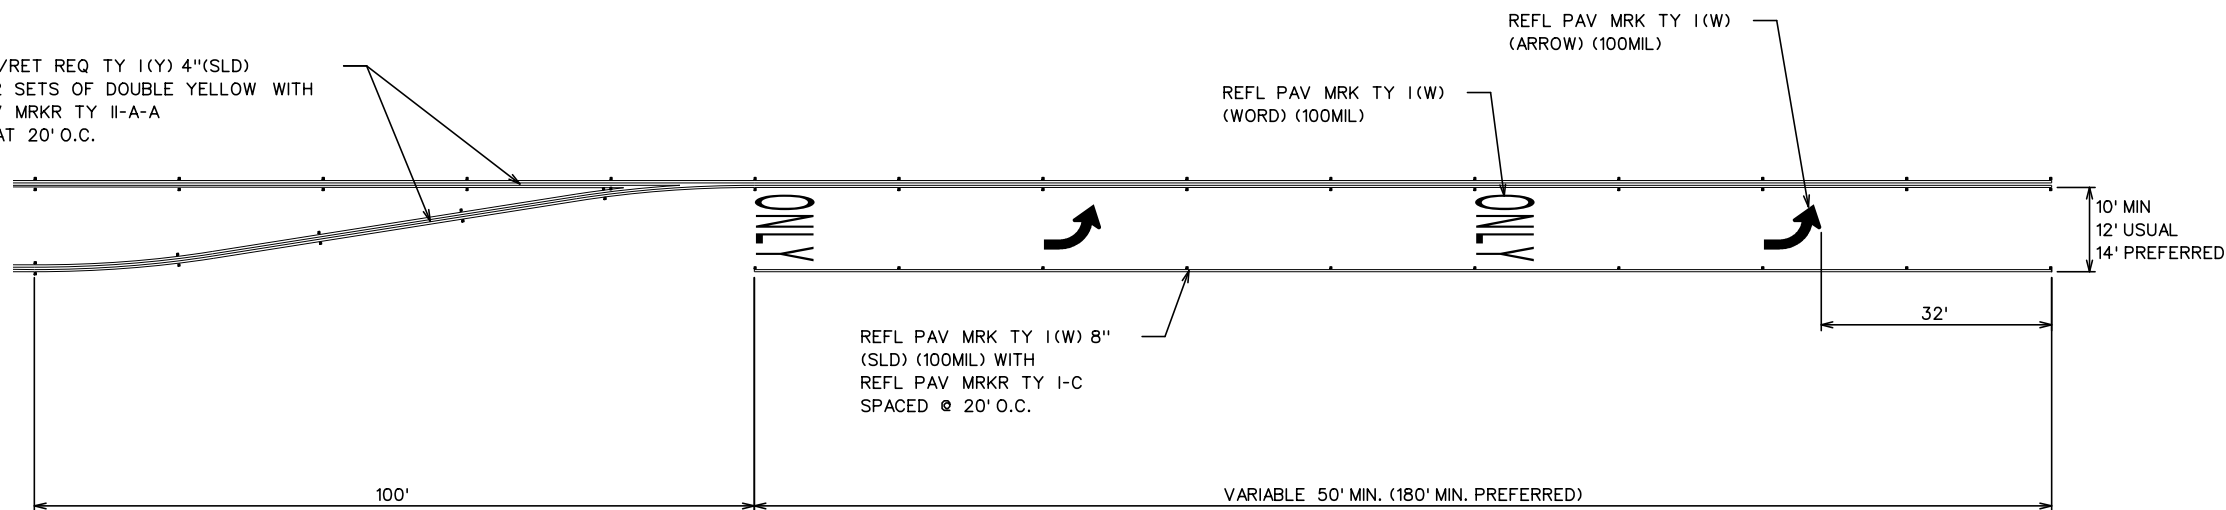 /RET REQ TY I(Y) 4"(SLD)
SETS OF DOUBLE YELLOW WITH
MRKR TY II-A-A
AT 20' O.C.
REFL PAV MRK TY I(W)
(ARROW) (100MIL)
REFL PAV MRK TY I(W)
(WORD) (100MIL)
ONLY
ONLY
10' MIN
12' USUAL
14' PREFERRED
32'
REFL PAV MRK TY I(W) 8"
(SLD) (100MIL) WITH
REFL PAV MRKR TY I-C
SPACED @ 20' O.C.
100'
VARIABLE 50' MIN. (180' MIN. PREFERRED)